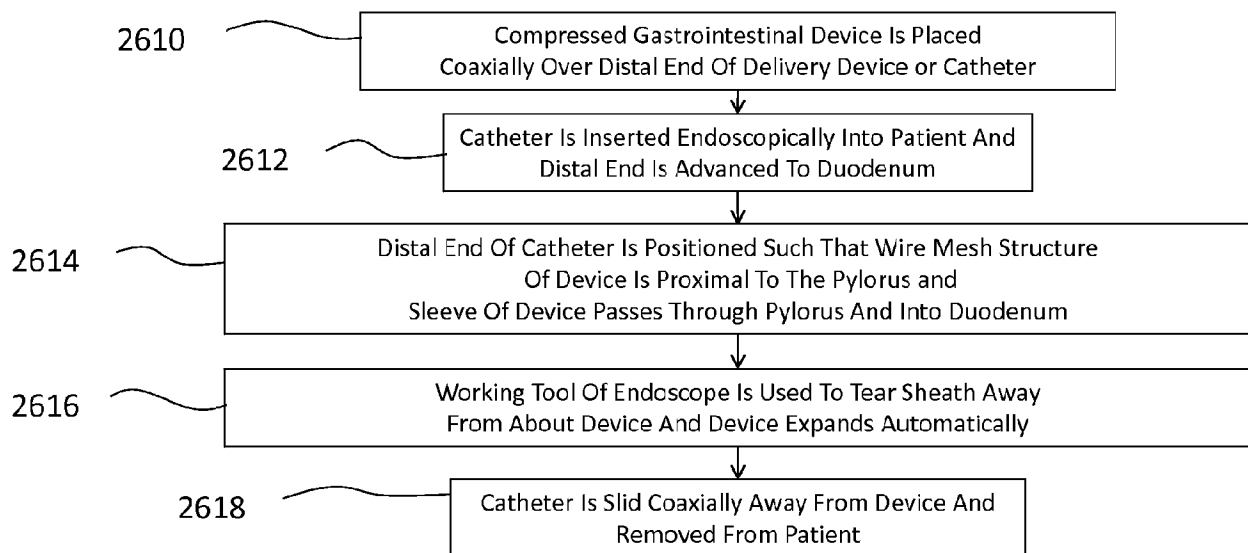 2610
Compressed Gastrointestinal Device Is Placed
Coaxially Over Distal End Of Delivery Device or Catheter
2612
Catheter Is Inserted Endoscopically Into Patient And
Distal End Is Advanced To Duodenum
2614
Distal End Of Catheter Is Positioned Such That Wire Mesh Structure
Of Device Is Proximal To The Pylorus and
Sleeve Of Device Passes Through Pylorus And Into Duodenum
2616
Working Tool Of Endoscope Is Used To Tear Sheath Away
From About Device And Device Expands Automatically
2618
Catheter Is Slid Coaxially Away From Device And
Removed From Patient